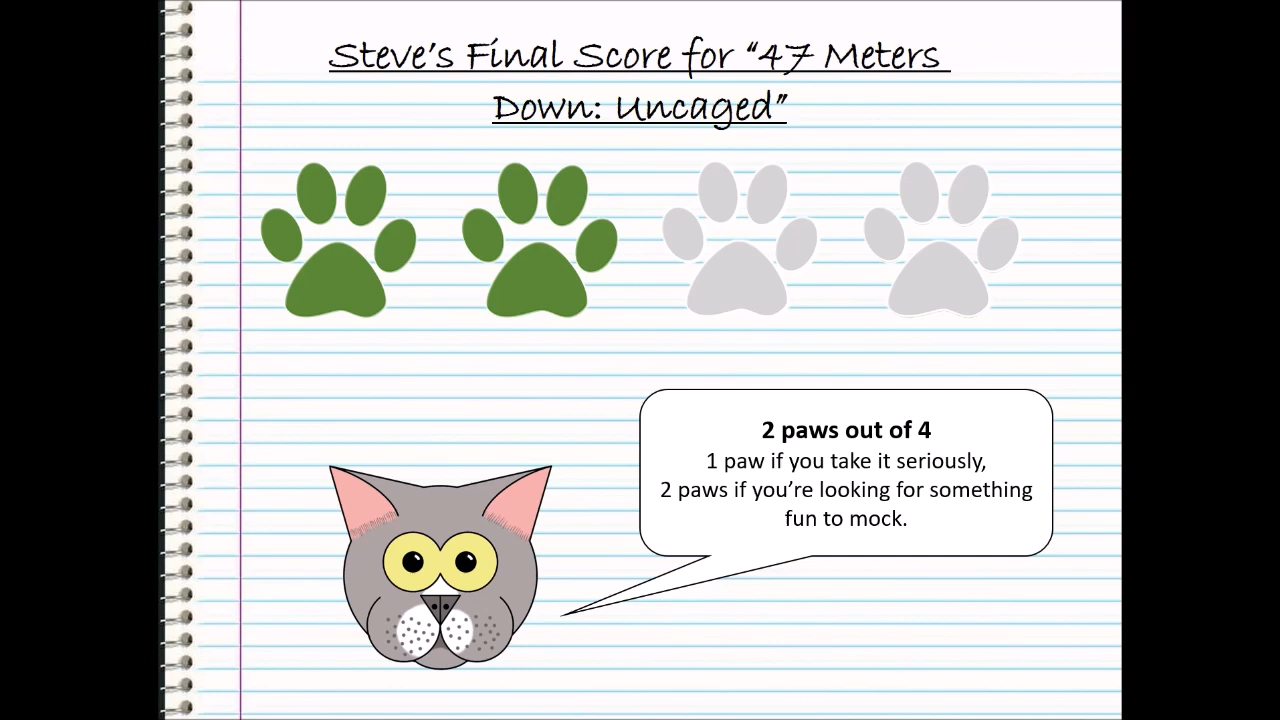 Steve's Final Score for "47 Meters
Down: Uncaged"
2 paws out of 4
1 paw if you take it seriously,
2 paws if you're looking for something
fun to mock.